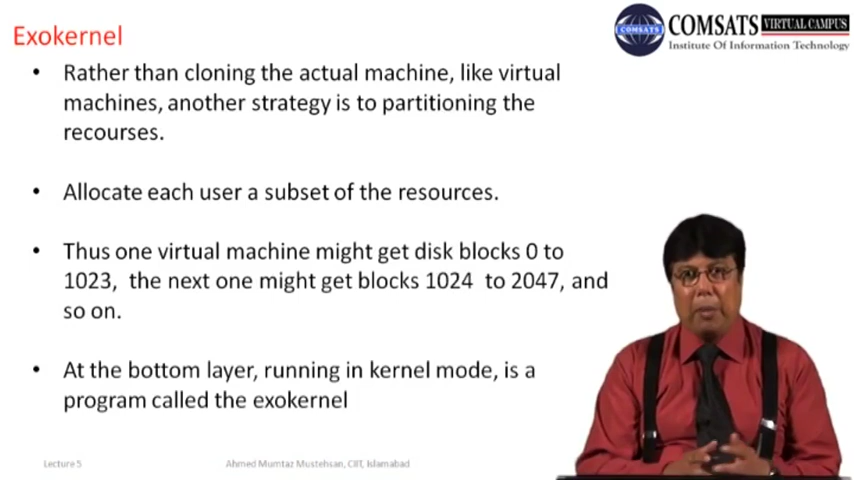 Exokernel
COMSATS VIRTUAL CAMPUS
Institute Of Information Technology
COMSATS
• Rather than cloning the actual machine, like virtual
machines, another strategy is to partitioning the
recourses.
• Allocate each user a subset of the resources.
• Thus one virtual machine might get disk blocks 0 to
1023, the next one might get blocks 1024 to 2047, and
so on.
• At the bottom layer, running in kernel mode, is a
program called the exokernel
Lecture 5
Ahmed Mumtaz Mustehsan, CIIT, Islamabad